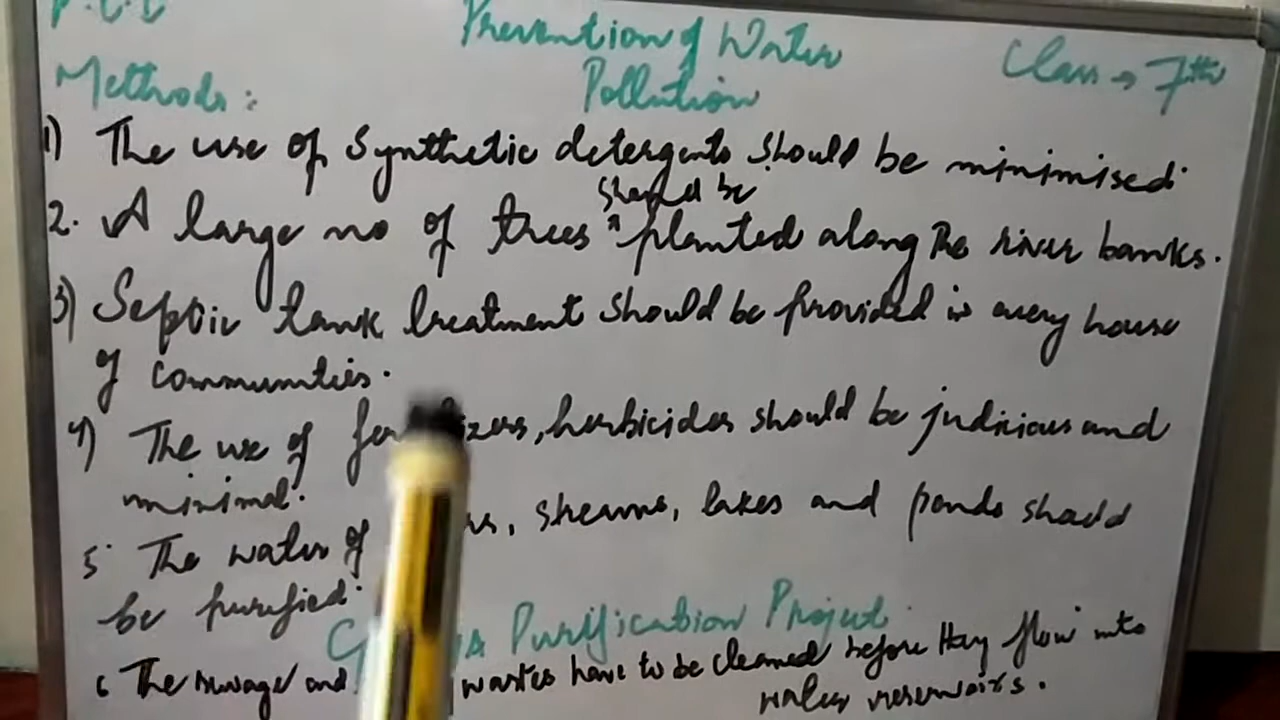 Prevention of Water
Pollution
Class → 7th
Methods:
1) The use of Synthetic detergents should be minimised.
should be
2. A large no of trees ^ planted along The river banks.
3) Septic tank treatment should be provided in every house
of communities.
4) The use of fer izers, herbicides should be judicious and
minimal.
5. The water of rs, streams, lakes and ponds should
be purified.
G a Purification Project.
6 The sewage and wastes have to be cleaned before they flow into
water reserwoirs.